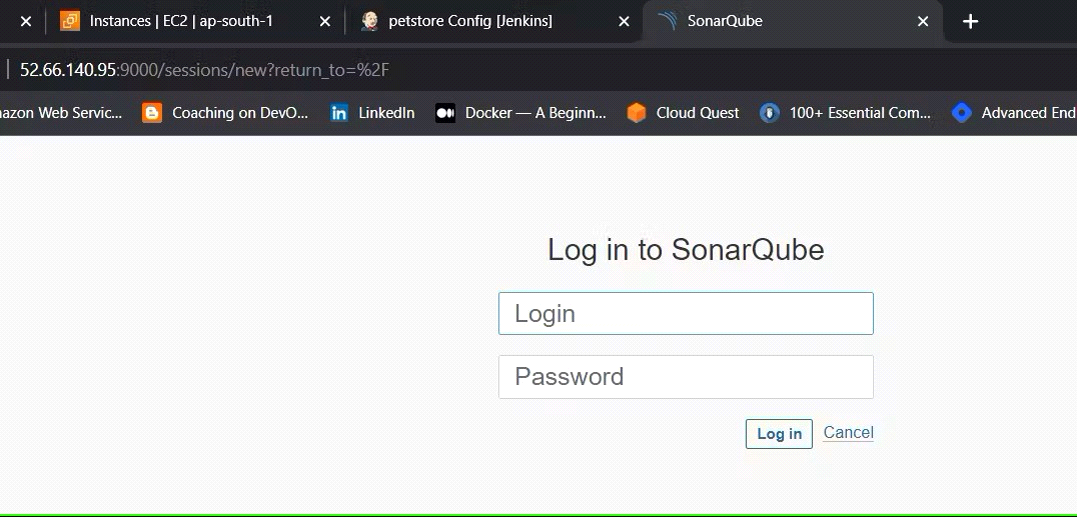 Instances | EC2 | ap-south-1
petstore Config [Jenkins]
SonarQube
52.66.140.95:9000/sessions/new?return_to=%2F
azon Web Servic...
Coaching on DevO...
LinkedIn
Docker — A Beginn...
Cloud Quest
100+ Essential Com...
Advanced End
Log in to SonarQube
Login
Password
Log in
Cancel